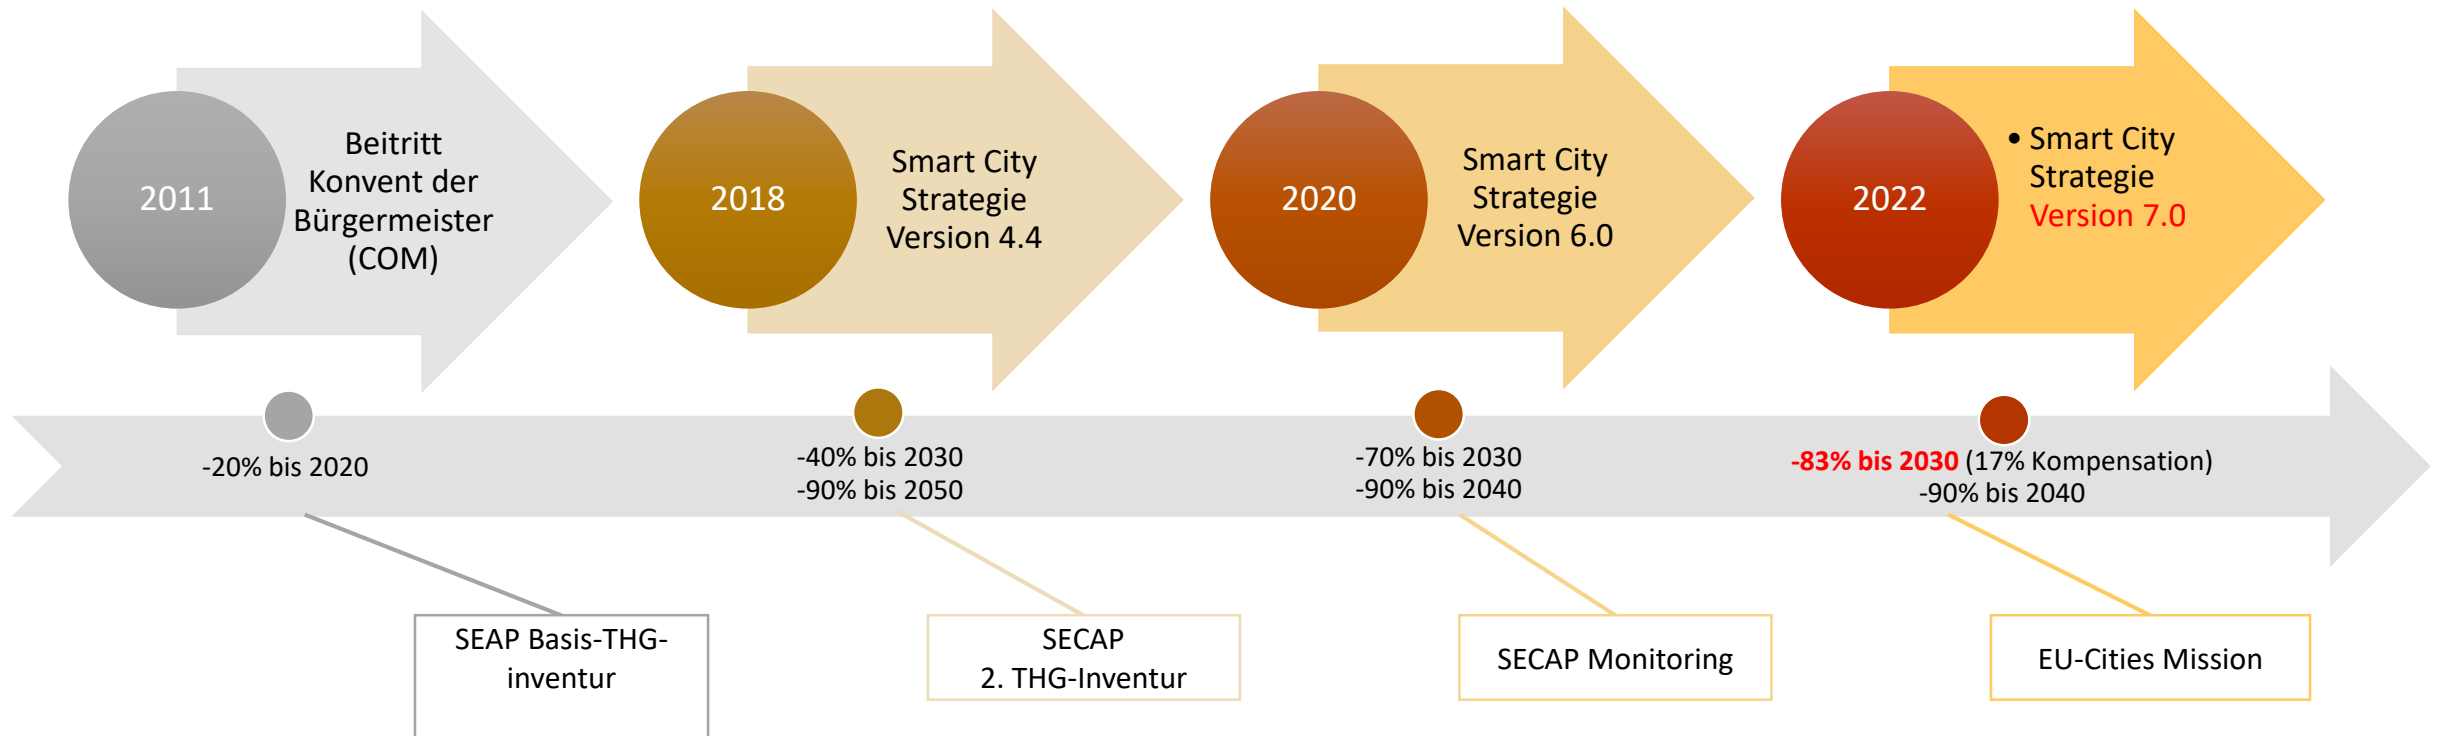 2011
Beitritt
Konvent der
Bürgermeister
(COM)
2018
Smart City
Strategie
Version 4.4
2020
Smart City
Strategie
Version 6.0
2022
• Smart City
Strategie
Version 7.0
-20% bis 2020
-40% bis 2030
-90% bis 2050
-70% bis 2030
-90% bis 2040
-83% bis 2030 (17% Kompensation)
-90% bis 2040
SEAP Basis-THG-
inventur
SECAP
2. THG-Inventur
SECAP Monitoring
EU-Cities Mission